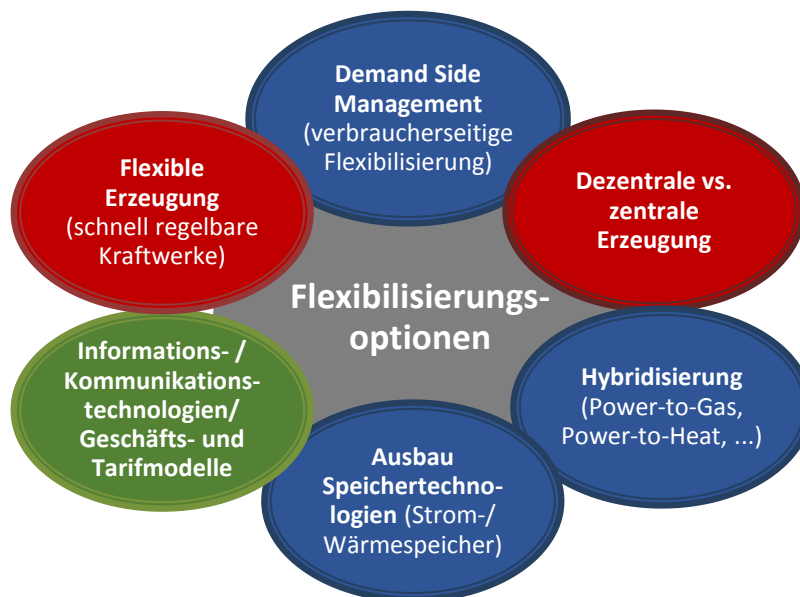 Demand Side
Management
(verbraucherseitige
Flexibilisierung)
Flexible
Erzeugung
(schnell regelbare
Kraftwerke)
Dezentrale vs.
zentrale
Erzeugung
Flexibilisierungs-
optionen
Informations- /
Kommunikations-
technologien/
Geschäfts- und
Tarifmodelle
Hybridisierung
(Power-to-Gas,
Power-to-Heat, ...)
Ausbau
Speichertechno-
logien (Strom-/
Wärmespeicher)